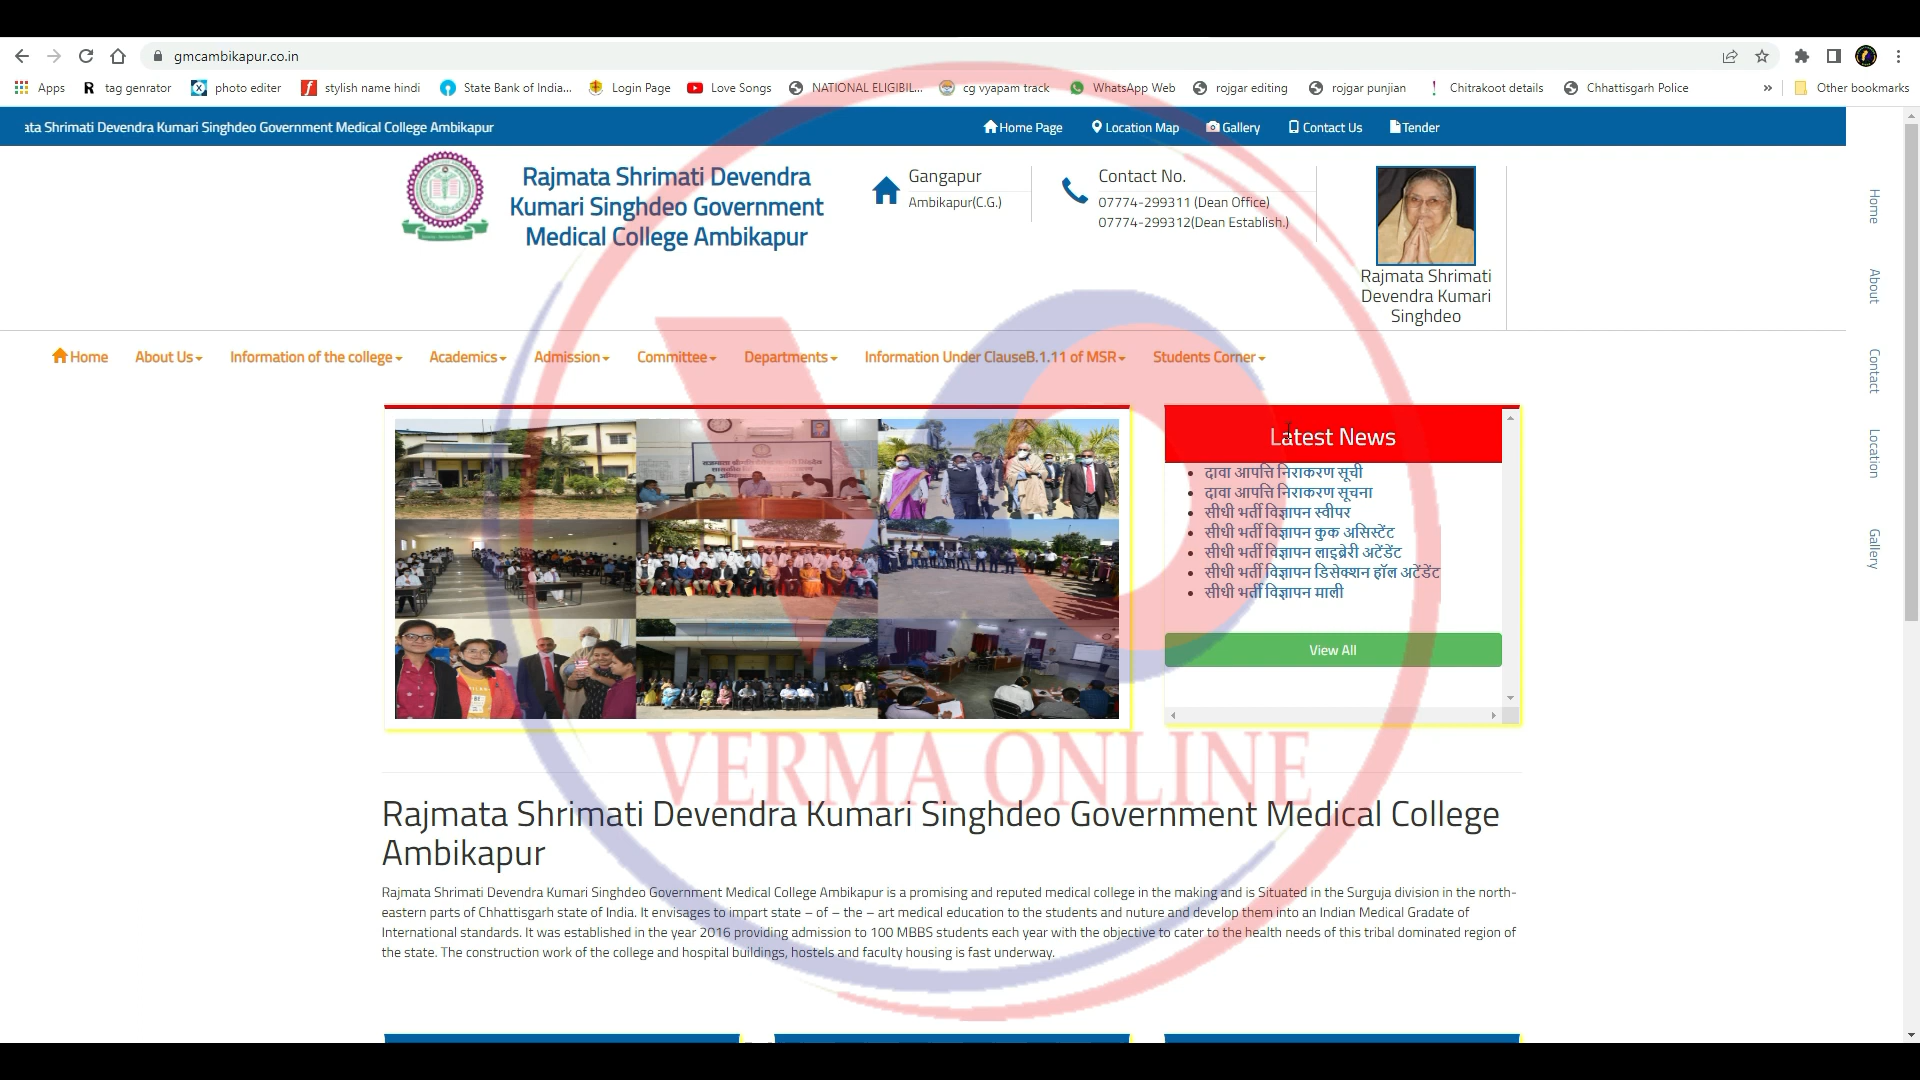 gmcambikapur.co.in
Apps
R tag genrator
photo editer
stylish name hindi
State Bank of India...
Login Page
Love Songs
NATIONAL ELIGIBIL...
cg vyapam track
WhatsApp Web
rojgar editing
rojgar punjian
Chitrakoot details
Chhattisgarh Police
»
Other bookmarks
ata Shrimati Devendra Kumari Singhdeo Government Medical College Ambikapur
Home Page
Location Map
Gallery
Contact Us
Tender
Rajmata Shrimati Devendra
Kumari Singhdeo Government
Medical College Ambikapur
Gangapur
Ambikapur(C.G.)
Contact No.
07774-299311 (Dean Office)
07774-299312(Dean Establish.)
Rajmata Shrimati
Devendra Kumari
Singhdeo
Home
About
Contact
Location
Gallery
Home
About Us
Information of the college
Academics
Admission
Committee
Departments
Information Under ClauseB.1.11 of MSR
Students Corner
Latest News
दावा आपत्ति निराकरण सूची
दावा आपत्ति निराकरण सूचना
सीधी भर्ती विज्ञापन स्वीपर
सीधी भर्ती विज्ञापन कुक असिस्टेंट
सीधी भर्ती विज्ञापन लाइब्रेरी अटेंडेंट
सीधी भर्ती विज्ञापन डिसेक्शन हॉल अटेंडेंट
सीधी भर्ती विज्ञापन माली
View All
VERMA ONLINE
Rajmata Shrimati Devendra Kumari Singhdeo Government Medical College
Ambikapur
Rajmata Shrimati Devendra Kumari Singhdeo Government Medical College Ambikapur is a promising and reputed medical college in the making and is Situated in the Surguja division in the north-
eastern parts of Chhattisgarh state of India. It envisages to impart state – of – the – art medical education to the students and nuture and develop them into an Indian Medical Gradate of
International standards. It was established in the year 2016 providing admission to 100 MBBS students each year with the objective to cater to the health needs of this tribal dominated region of
the state. The construction work of the college and hospital buildings, hostels and faculty housing is fast underway.